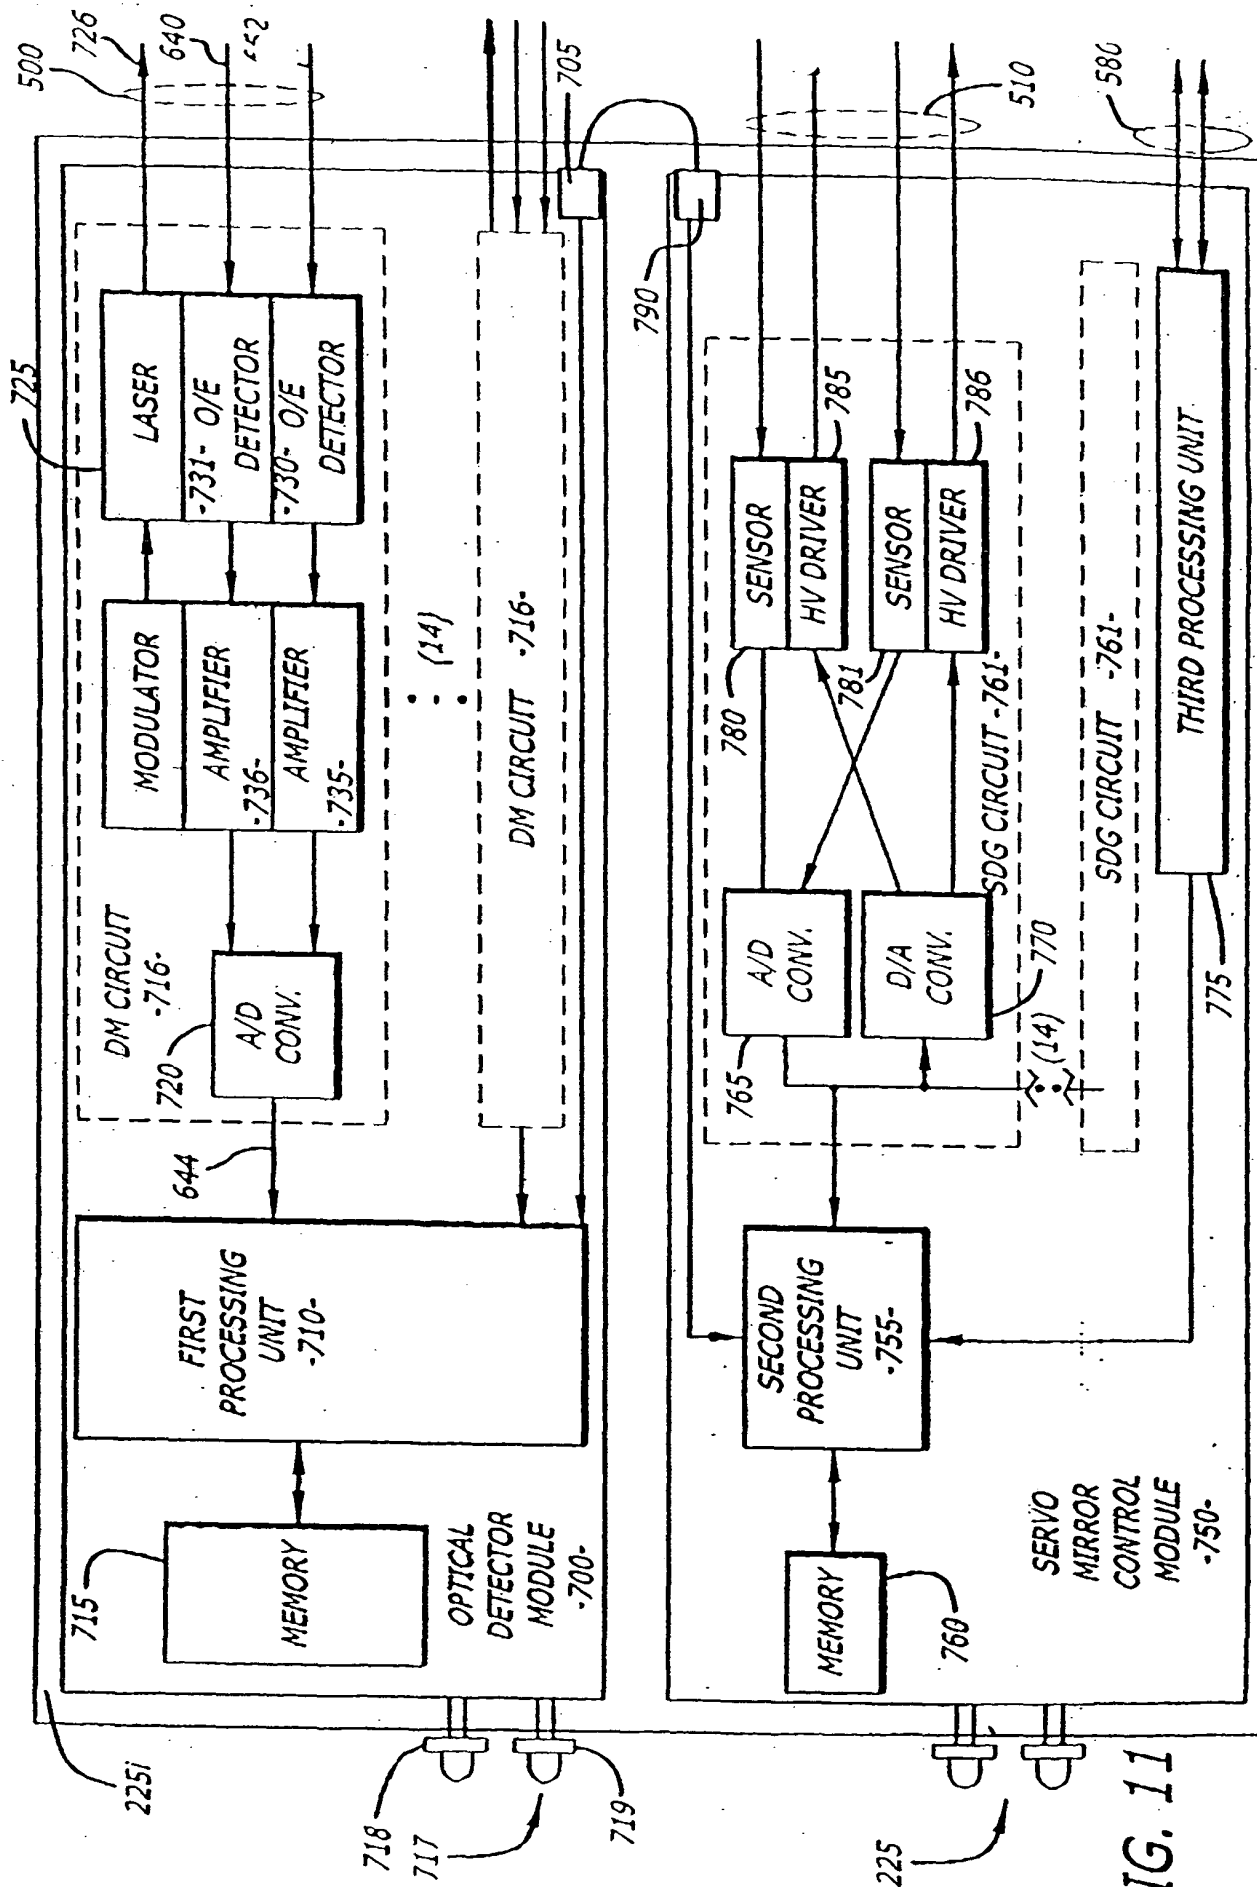 725
500
726
640
DM CIRCUIT
-716-
720
A/D
CONV.
MODULATOR
AMPLIFIER
-736-
AMPLIFIER
-735-
LASER
-731- O/E
DETECTOR
-730- O/E
DETECTOR
644
FIRST
PROCESSING
UNIT
-710-
715
MEMORY
OPTICAL
DETECTOR
MODULE
-700-
(14)
DM CIRCUIT -716-
705
225i
718
717
719
790
510
580
SENSOR
HV DRIVER
785
780
SENSOR
HV DRIVER
786
781
A/D
CONV.
765
D/A
CONV.
770
SDG CIRCUIT -761-
(14)
SDG CIRCUIT -761-
THIRD PROCESSING UNIT
775
SECOND
PROCESSING
UNIT
-755-
MEMORY
760
SERVO
MIRROR
CONTROL
MODULE
-750-
225
IG. 11